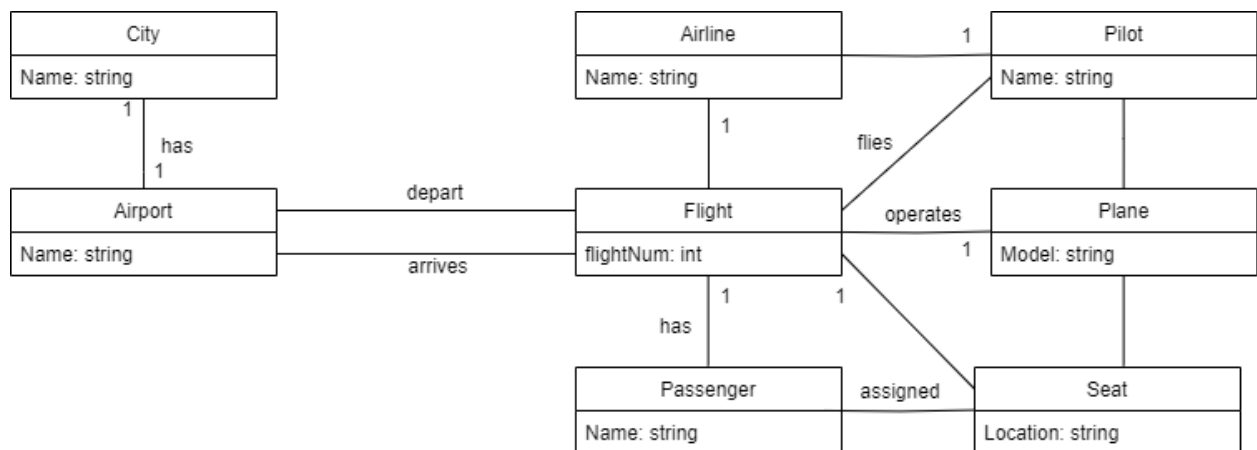 City
Airline
1
Pilot
Name: string
Name: string
Name: string
1
1
has
flies
1
depart
Airport
Flight
operates
Plane
Name: string
arrives
flightNum: int
1
Model: string
1
1
has
Passenger
assigned
Seat
Name: string
Location: string